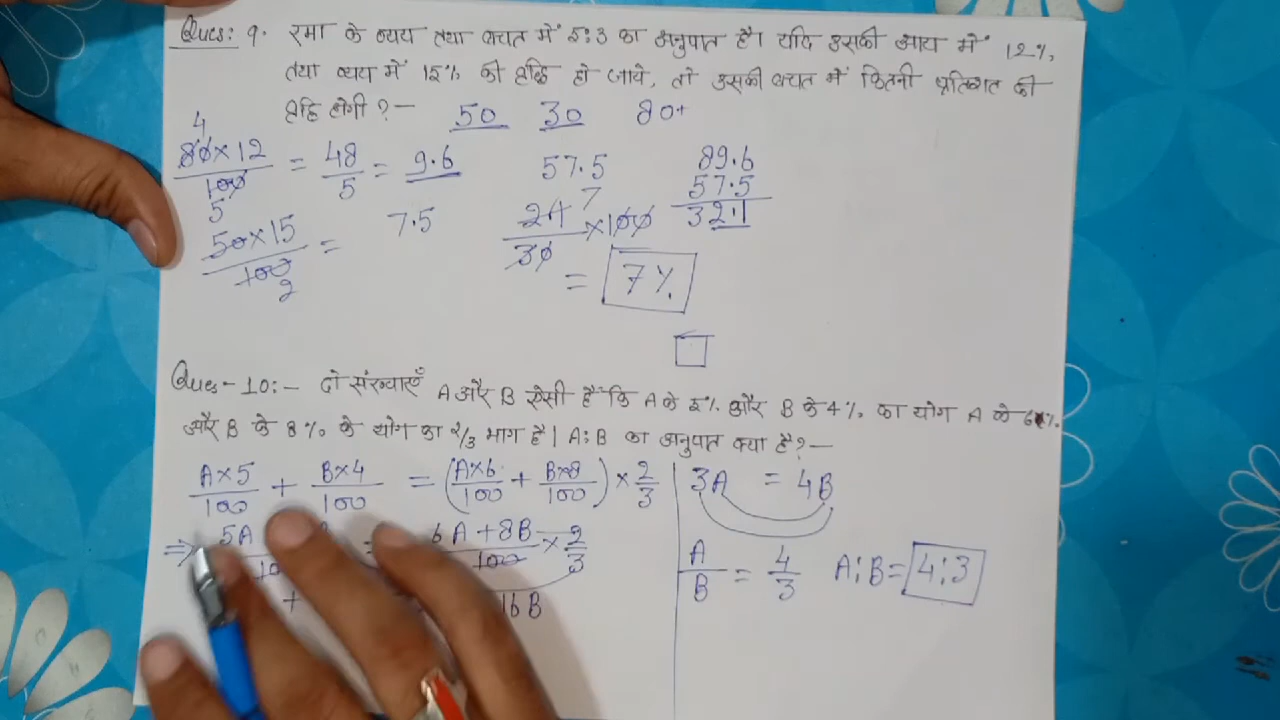 Ques: 9. रमा के व्यय तथा बचत में 5:3 का अनुपात है। यदि उसकी आय में 12%
तथा व्यय में 15% की वृद्धि हो जाये, तो उसकी बचत में कितनी प्रतिशत की
वृद्धि होगी ?— 50 30 80+
4
80×12/100 = 48/5 = 9.6 57.5 89.6
5 57.5
50×15/100 = 7.5 ×100 32.1
2
= 7%
Ques-10:- दो संख्याएँ A और B ऐसी हैं कि A के 5% और B के 4% का योग A के 6%
और B के 8% के योग का 2/3 भाग है। A:B का अनुपात क्या है?—
A×5/100 + B×4/100 = (A×6/100 + B×8/100) × 2/3 3A = 4B
⇒ 5A = 6A+8B/100 × 2/3 A/B = 4/3 A:B = 4:3
+ 16B